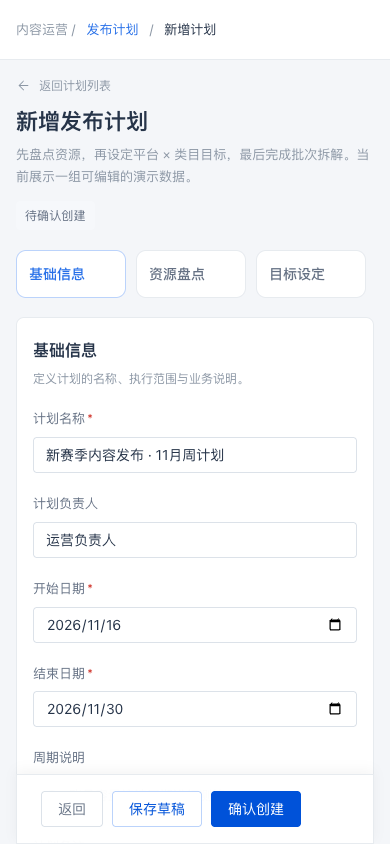 内容运营 / 发布计划 / 新增计划
← 返回计划列表
新增发布计划
先盘点资源，再设定平台 × 类目目标，最后完成批次拆解。当
前展示一组可编辑的演示数据。
待确认创建
基础信息 资源盘点 目标设定
基础信息
定义计划的名称、执行范围与业务说明。
计划名称 *
新赛季内容发布 · 11月周计划
计划负责人
运营负责人
开始日期 *
2026/11/16
结束日期 *
2026/11/30
周期说明
返回 保存草稿 确认创建